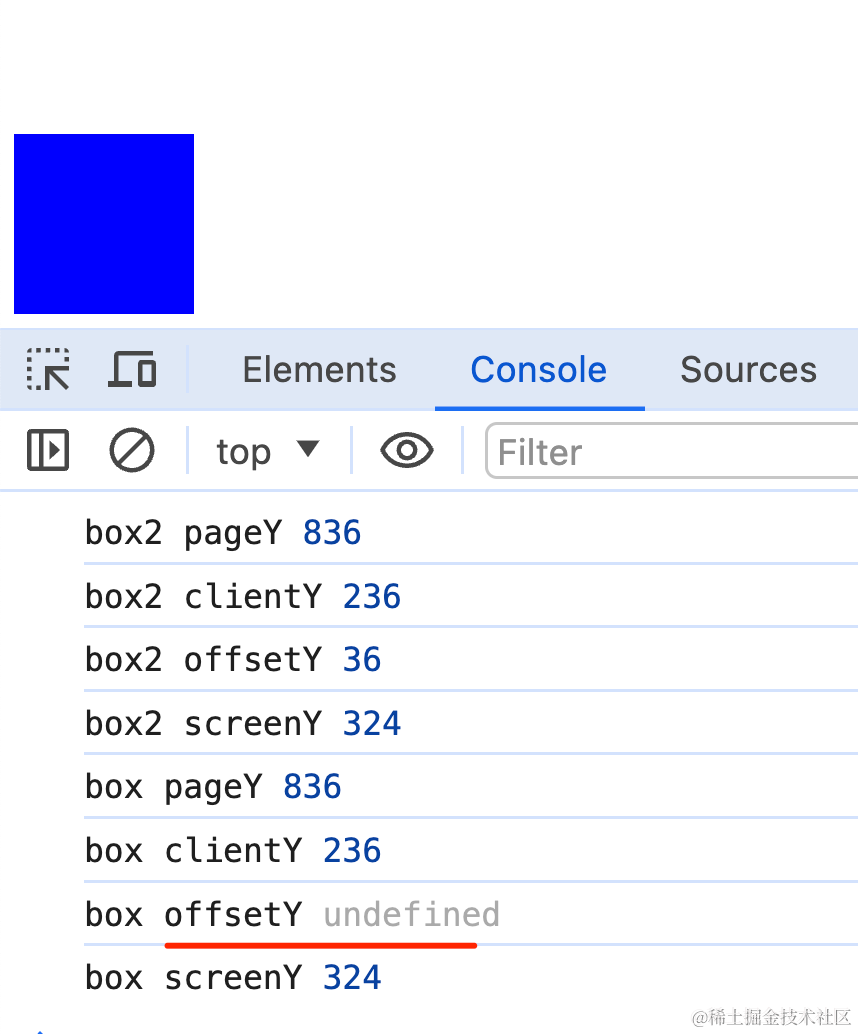 Elements Console Sources
top Filter
box2 pageY 836
box2 clientY 236
box2 offsetY 36
box2 screenY 324
box pageY 836
box clientY 236
box offsetY undefined
box screenY 324
@稀土掘金技术社区